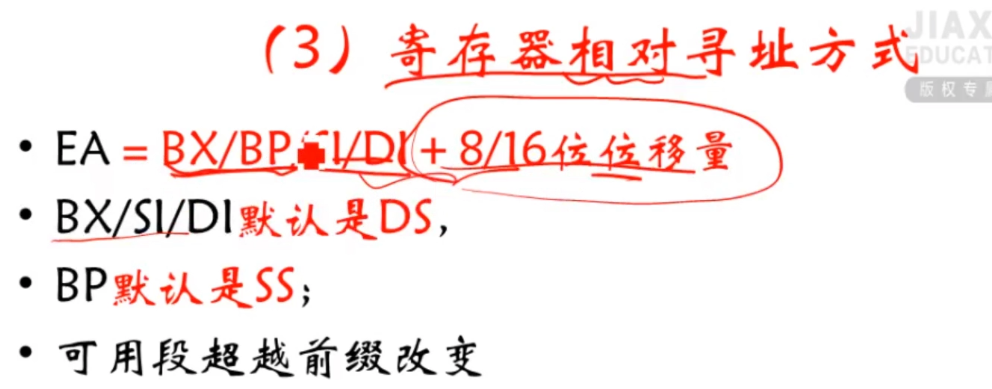 (3)寄存器相对寻址方式
JIAX
EDUCAT
版权专
• EA = BX/BP/SI/DI + 8/16位位移量
• BX/SI/DI默认是DS,
• BP默认是SS;
• 可用段超越前缀改变